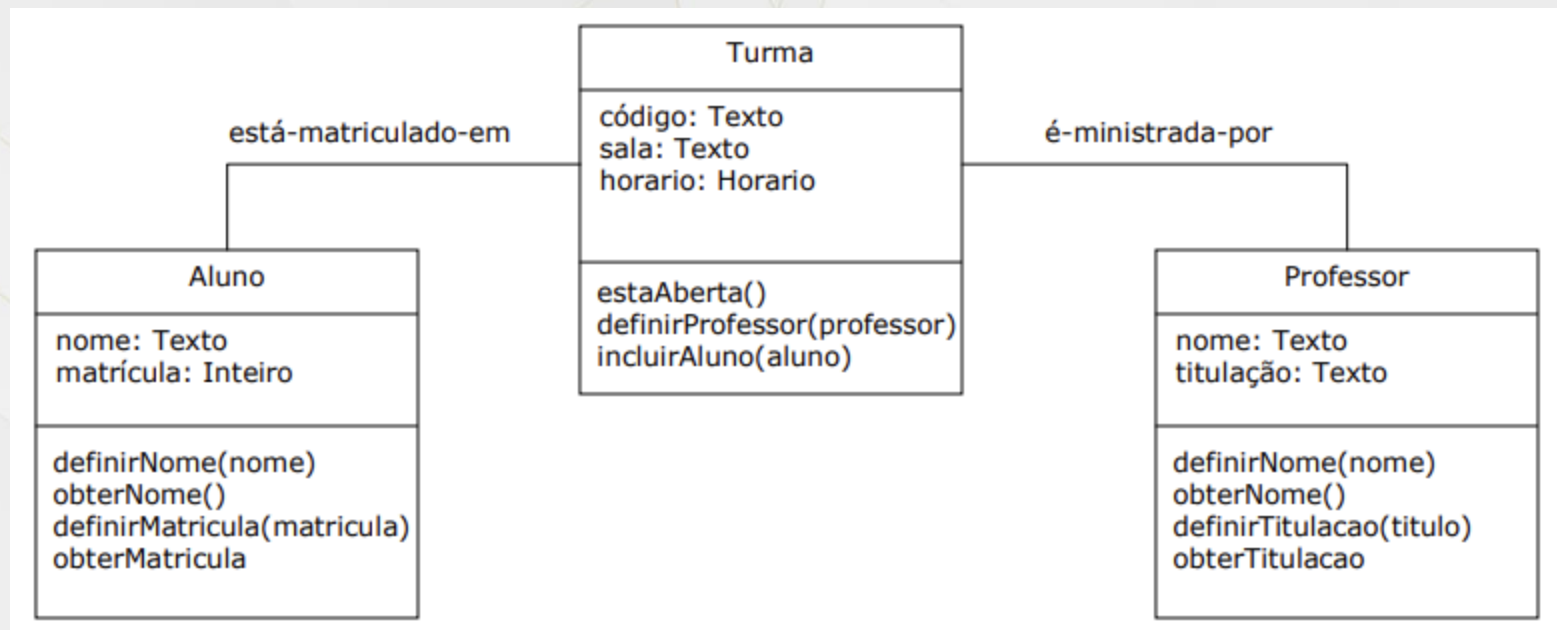 Turma
código: Texto
sala: Texto
horario: Horario
estaAberta()
definirProfessor(professor)
incluirAluno(aluno)
está-matriculado-em
é-ministrada-por
Aluno
nome: Texto
matrícula: Inteiro
definirNome(nome)
obterNome()
definirMatricula(matricula)
obterMatricula
Professor
nome: Texto
titulação: Texto
definirNome(nome)
obterNome()
definirTitulacao(titulo)
obterTitulacao